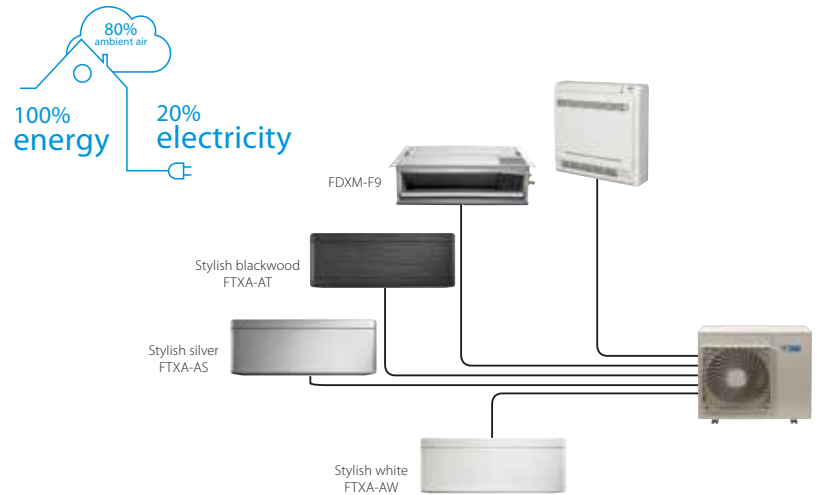 80%
ambient air
100%
energy
20%
electricity
FDXM-F9
Stylish blackwood
FTXA-AT
Stylish silver
FTXA-AS
Stylish white
FTXA-AW